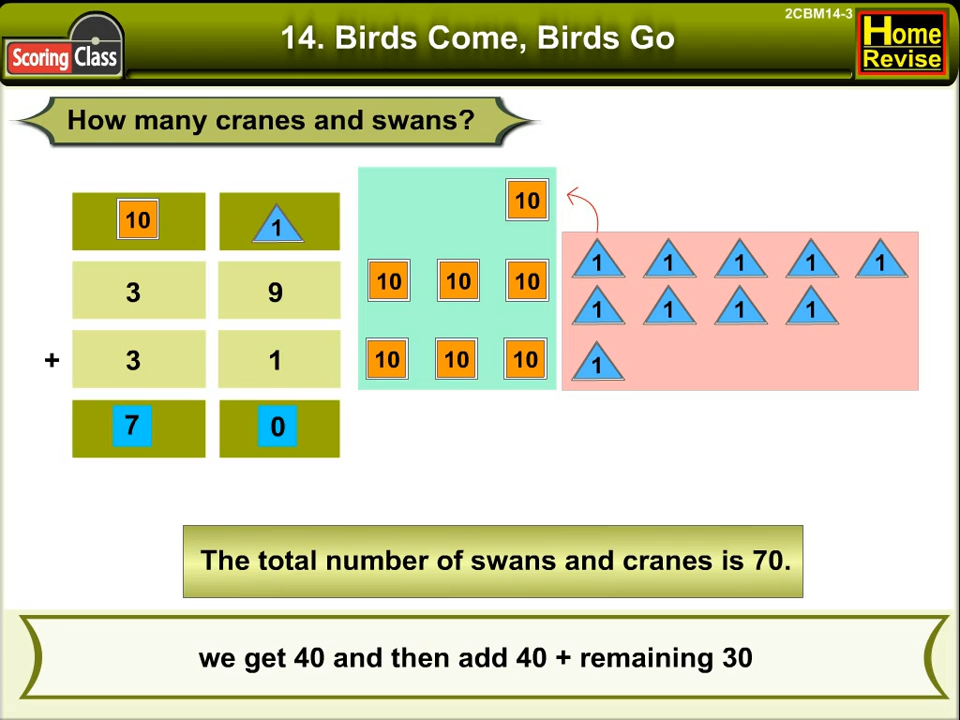 2CBM14-3
Scoring Class
14. Birds Come, Birds Go
Home
Revise
How many cranes and swans?
10 1
3 9
+ 3 1
7 0
10
10 10 10
10 10 10
1 1 1 1 1
1 1 1 1
1
The total number of swans and cranes is 70.
we get 40 and then add 40 + remaining 30